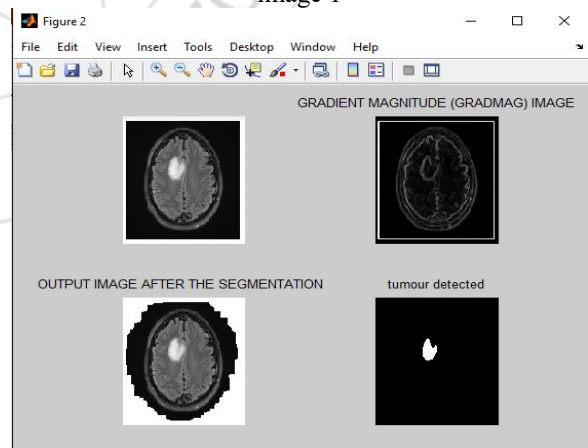 Figure 2
File Edit View Insert Tools Desktop Window Help
GRADIENT MAGNITUDE (GRADMAG) IMAGE
OUTPUT IMAGE AFTER THE SEGMENTATION
tumour detected